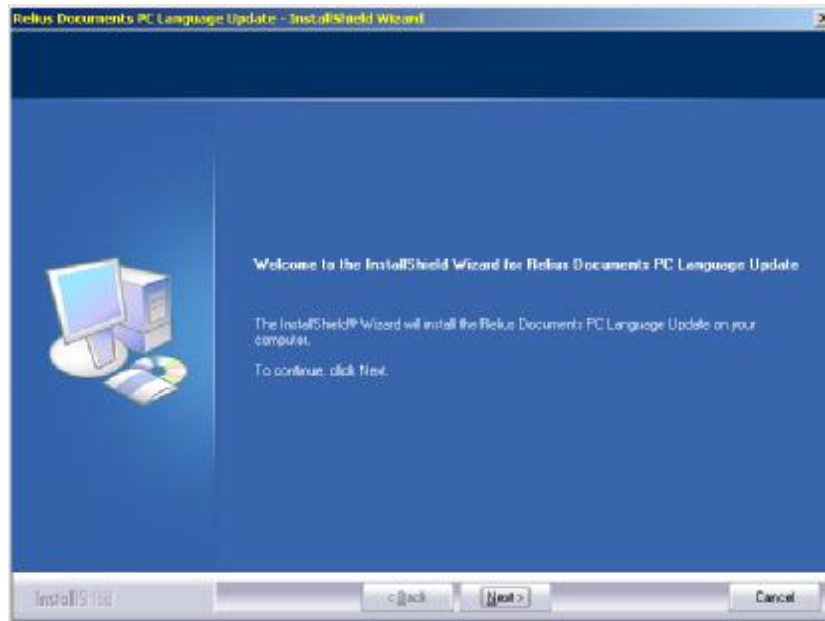 Relius Documents PC Language Update - InstallShield Wizard
Welcome to the InstallShield Wizard for Relius Documents PC Language Update
The InstallShield® Wizard will install the Relius Documents PC Language Update on your
computer.
To continue, click Next.
InstallShield
< Back
Next >
Cancel